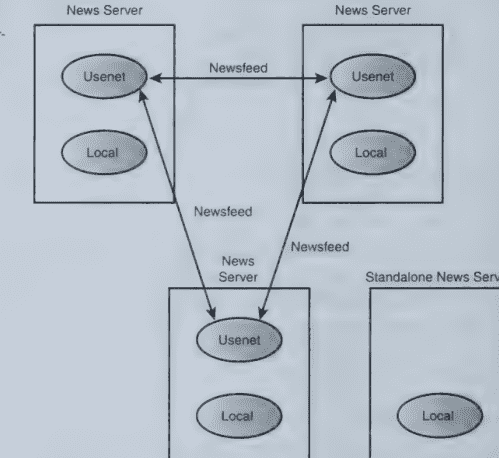 News Server
News Server
Usenet
Newsfeed
Usenet
Local
Local
Newsfeed
Newsfeed
News
Server
Standalone News Serv
Usenet
Local
Local